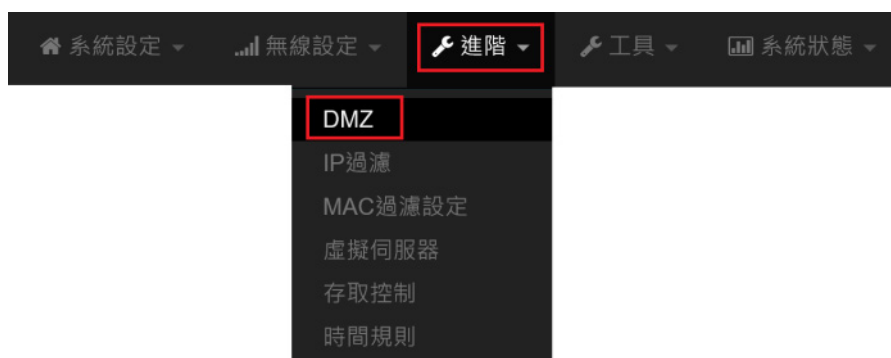 系統設定 無線設定 進階 工具 系統狀態
DMZ
IP過濾
MAC過濾設定
虛擬伺服器
存取控制
時間規則